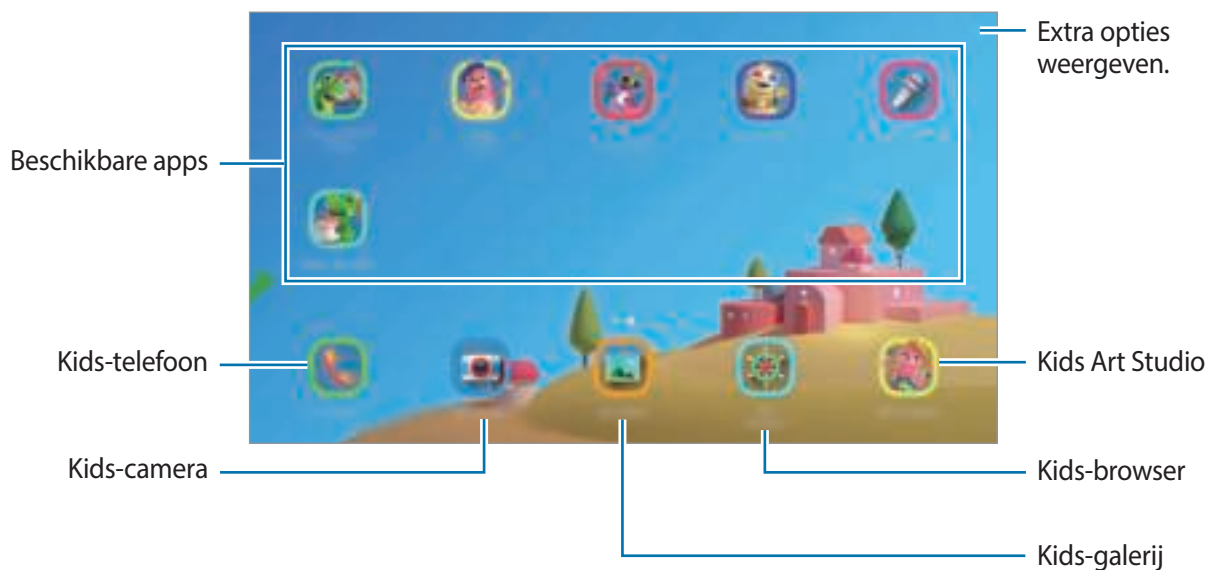 Extra opties
weergeven.
Beschikbare apps
Kids-telefoon
Kids Art Studio
Kids-camera
Kids-browser
Kids-galerij